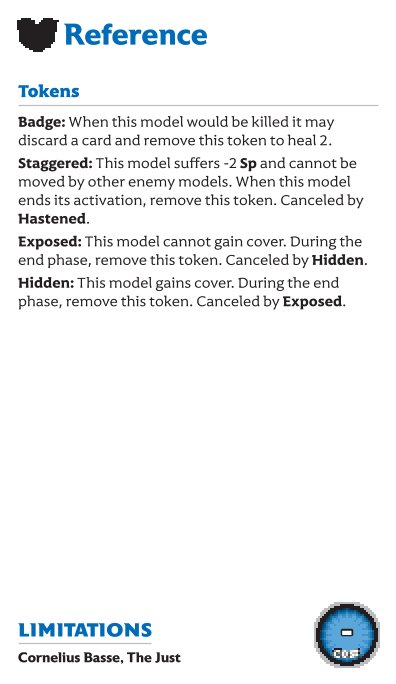 Reference
Tokens
Badge: When this model would be killed it may
discard a card and remove this token to heal 2.
Staggered: This model suffers -2 Sp and cannot be
moved by other enemy models. When this model
ends its activation, remove this token. Canceled by
Hastened.
Exposed: This model cannot gain cover. During the
end phase, remove this token. Canceled by Hidden.
Hidden: This model gains cover. During the end
phase, remove this token. Canceled by Exposed.
LIMITATIONS
Cornelius Basse, The Just
-
COST